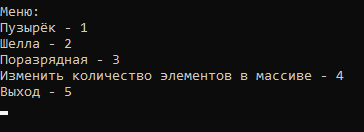 Меню:
Пузырёк - 1
Шелла - 2
Поразрядная - 3
Изменить количество элементов в массиве - 4
Выход - 5